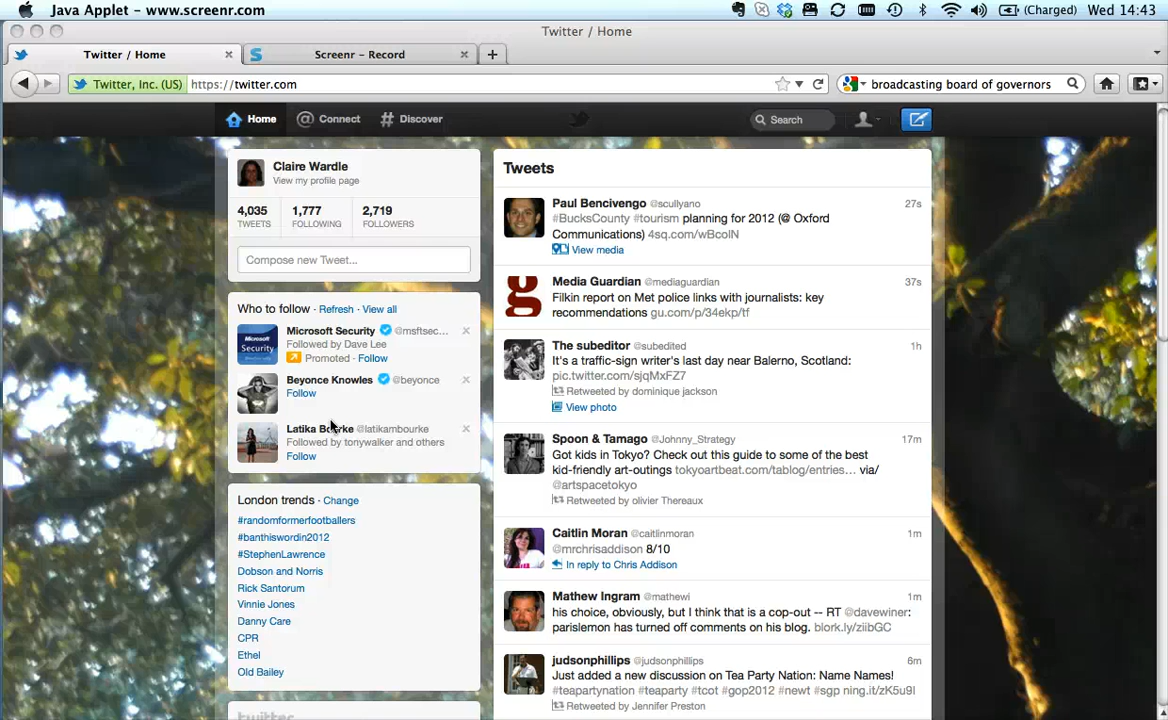 Java Applet - www.screenr.com
(Charged) Wed 14:43
Twitter / Home
Twitter / Home
Screenr - Record
Twitter, Inc. (US) https://twitter.com
broadcasting board of governors
Home
Connect
Discover
Search
Claire Wardle
View my profile page
4,035 1,777 2,719
TWEETS FOLLOWING FOLLOWERS
Compose new Tweet...
Who to follow · Refresh · View all
Microsoft Security @msftsec...
Followed by Dave Lee
Promoted · Follow
Beyonce Knowles @beyonce
Follow
Latika Bourke @latikambourke
Followed by tonywalker and others
Follow
London trends · Change
#randomformerfootballers
#banthiswordin2012
#StephenLawrence
Dobson and Norris
Rick Santorum
Vinnie Jones
Danny Care
CPR
Ethel
Old Bailey
twitter
Tweets
Paul Bencivengo @scullyano 27s
#BucksCounty #tourism planning for 2012 (@ Oxford
Communications) 4sq.com/wBcolN
View media
Media Guardian @mediaguardian 37s
Filkin report on Met police links with journalists: key
recommendations gu.com/p/34ekp/tf
The subeditor @subedited 1h
It's a traffic-sign writer's last day near Balerno, Scotland:
pic.twitter.com/sjqMxFZ7
Retweeted by dominique jackson
View photo
Spoon & Tamago @Johnny_Strategy 17m
Got kids in Tokyo? Check out this guide to some of the best
kid-friendly art-outings tokyoartbeat.com/tablog/entries... via/
@artspacetokyo
Retweeted by olivier Thereaux
Caitlin Moran @caitlinmoran 1m
@mrchrisaddison 8/10
In reply to Chris Addison
Mathew Ingram @mathewi 1m
his choice, obviously, but I think that is a cop-out -- RT @davewiner:
parislemon has turned off comments on his blog. blork.ly/ziibGC
judsonphillips @judsonphillips 6m
Just added a new discussion on Tea Party Nation: Name Names!
#teapartynation #teaparty #tcot #gop2012 #newt #sgp ning.it/zK5u9I
Retweeted by Jennifer Preston